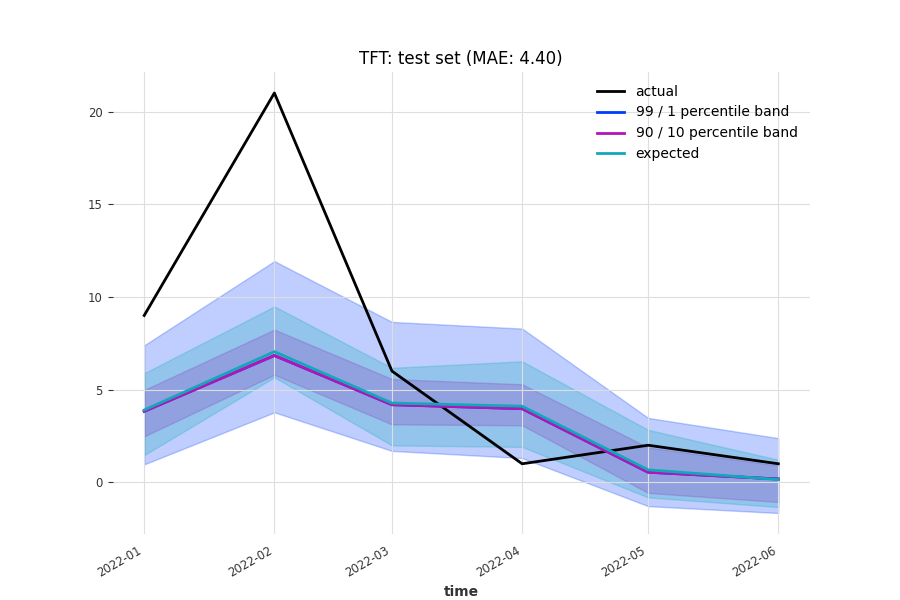 TFT: test set (MAE: 4.40)
actual
99 / 1 percentile band
90 / 10 percentile band
expected
20
15
10
5
0
2022-01
2022-02
2022-03
2022-04
2022-05
2022-06
time